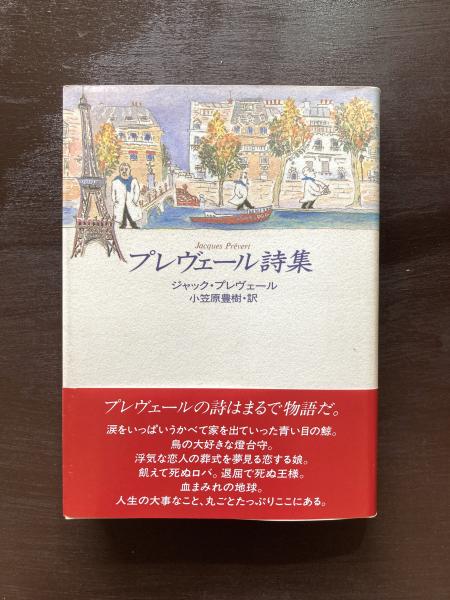 Jacques Prévert
プレヴェール詩集
ジャック・プレヴェール
小笠原豊樹・訳
プレヴェールの詩はまるで物語だ。
涙をいっぱいうかべて家を出ていった青い目の鯨。
鳥の大好きな燈台守。
浮気な恋人の葬式を夢見る恋する娘。
飢えて死ぬロバ。退屈で死ぬ王様。
血まみれの地球。
人生の大事なこと、丸ごとたっぷりここにある。